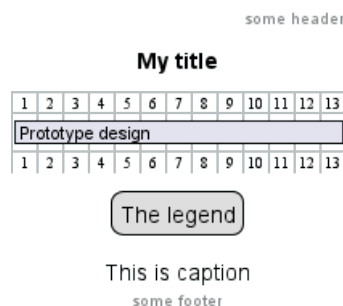 some header
My title
1 2 3 4 5 6 7 8 9 10 11 12 13
Prototype design
1 2 3 4 5 6 7 8 9 10 11 12 13
The legend
This is caption
some footer